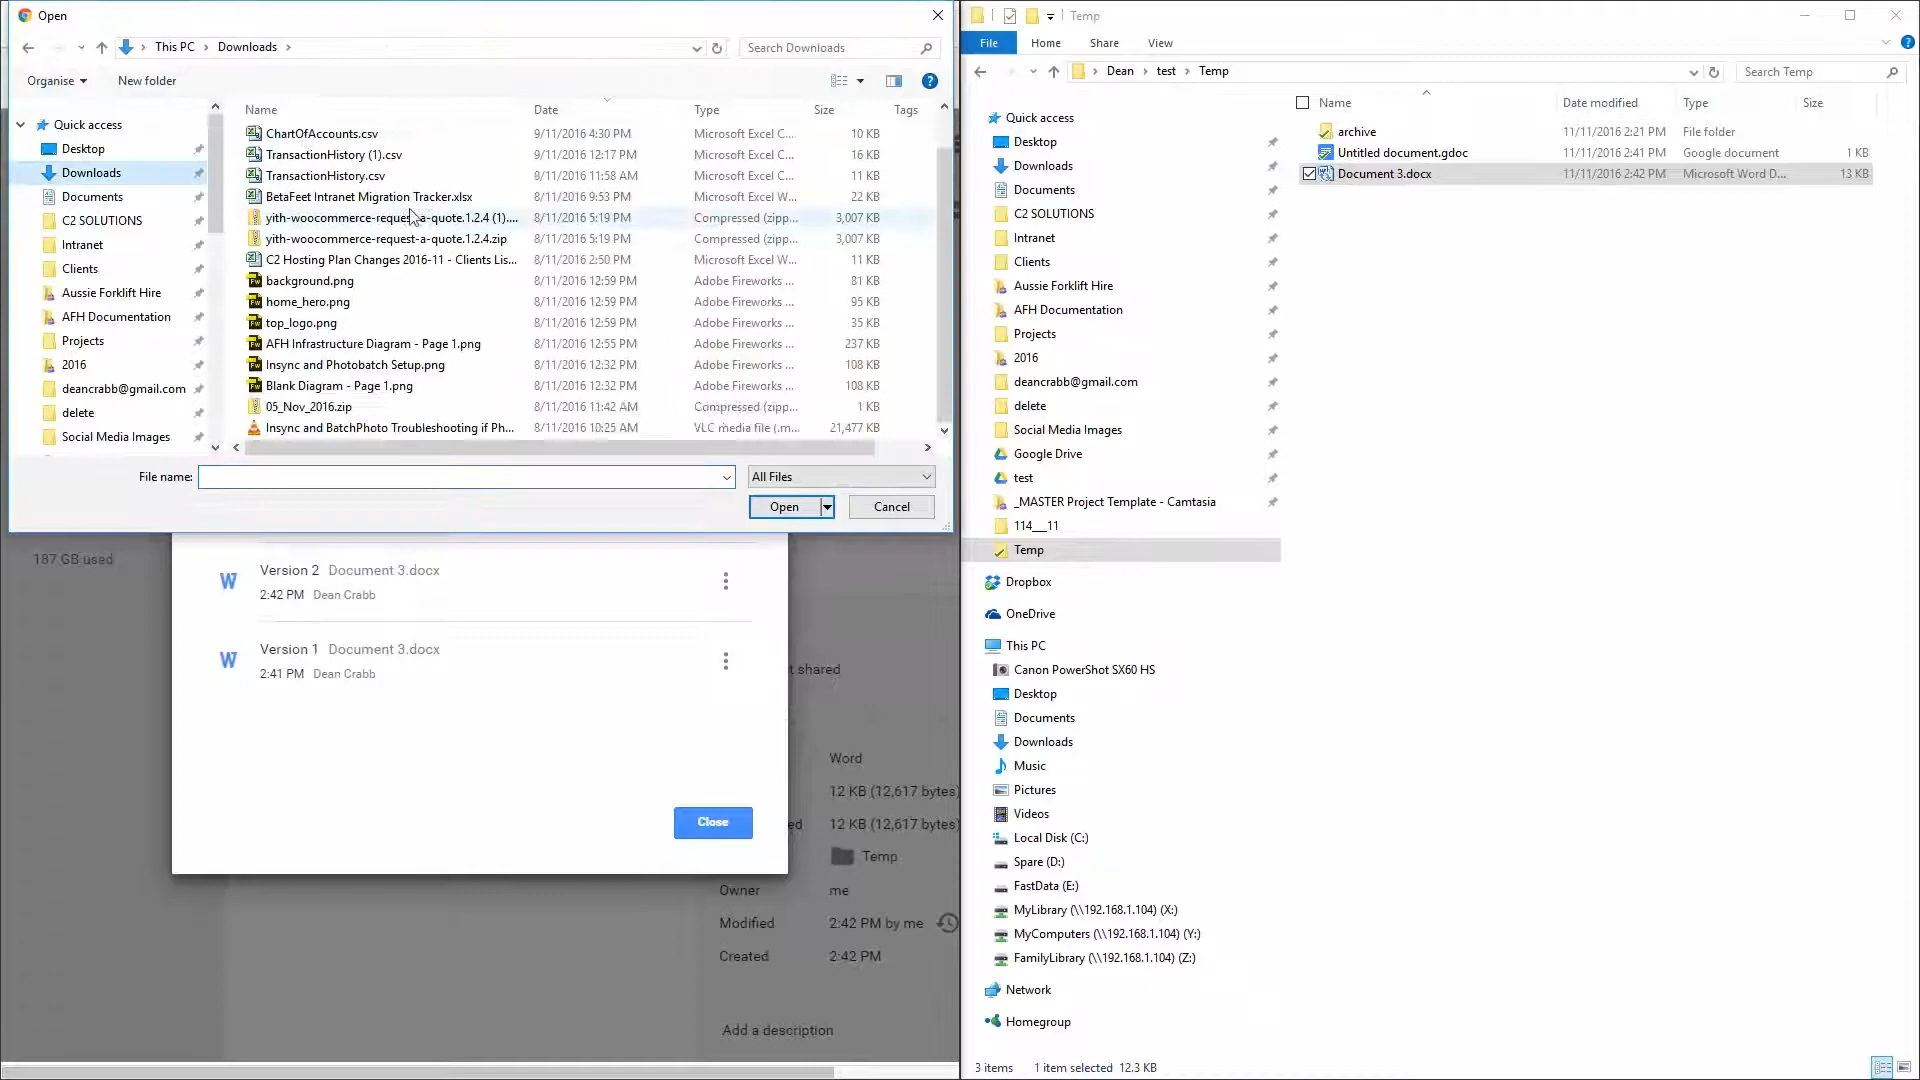 Open
This PC > Downloads >
Search Downloads
Organise
New folder
Name Date Type Size Tags
ChartOfAccounts.csv 9/11/2016 4:30 PM Microsoft Excel C... 10 KB
TransactionHistory (1).csv 9/11/2016 12:17 PM Microsoft Excel C... 16 KB
TransactionHistory.csv 9/11/2016 11:58 AM Microsoft Excel C... 11 KB
BetaFeet Intranet Migration Tracker.xlsx 8/11/2016 9:53 PM Microsoft Excel W... 22 KB
yith-woocommerce-request-a-quote.1.2.4 (1).... 8/11/2016 5:19 PM Compressed (zipp... 3,007 KB
yith-woocommerce-request-a-quote.1.2.4.zip 8/11/2016 5:19 PM Compressed (zipp... 3,007 KB
C2 Hosting Plan Changes 2016-11 - Clients Lis... 8/11/2016 2:50 PM Microsoft Excel W... 11 KB
background.png 8/11/2016 12:59 PM Adobe Fireworks ... 81 KB
home_hero.png 8/11/2016 12:59 PM Adobe Fireworks ... 95 KB
top_logo.png 8/11/2016 12:59 PM Adobe Fireworks ... 35 KB
AFH Infrastructure Diagram - Page 1.png 8/11/2016 12:55 PM Adobe Fireworks ... 237 KB
Insync and Photobatch Setup.png 8/11/2016 12:32 PM Adobe Fireworks ... 108 KB
Blank Diagram - Page 1.png 8/11/2016 12:32 PM Adobe Fireworks ... 108 KB
05_Nov_2016.zip 8/11/2016 11:42 AM Compressed (zipp... 1 KB
Insync and BatchPhoto Troubleshooting if Ph... 8/11/2016 10:25 AM VLC media file (.m... 21,477 KB
Quick access
Desktop
Downloads
Documents
C2 SOLUTIONS
Intranet
Clients
Aussie Forklift Hire
AFH Documentation
Projects
2016
deancrabb@gmail.com
delete
Social Media Images
File name:
All Files
Open
Cancel
187 GB used
Version 2 Document 3.docx
2:42 PM Dean Crabb
Version 1 Document 3.docx
2:41 PM Dean Crabb
Close
t shared
Word
12 KB (12,617 bytes)
ed 12 KB (12,617 bytes)
Temp
Owner me
Modified 2:42 PM by me
Created 2:42 PM
Add a description
Temp
File Home Share View
Dean > test > Temp
Search Temp
Name Date modified Type Size
archive 11/11/2016 2:21 PM File folder
Untitled document.gdoc 11/11/2016 2:41 PM Google document 1 KB
Document 3.docx 11/11/2016 2:42 PM Microsoft Word D... 13 KB
Quick access
Desktop
Downloads
Documents
C2 SOLUTIONS
Intranet
Clients
Aussie Forklift Hire
AFH Documentation
Projects
2016
deancrabb@gmail.com
delete
Social Media Images
Google Drive
test
_MASTER Project Template - Camtasia
114___11
Temp
Dropbox
OneDrive
This PC
Canon PowerShot SX60 HS
Desktop
Documents
Downloads
Music
Pictures
Videos
Local Disk (C:)
Spare (D:)
FastData (E:)
MyLibrary (\\192.168.1.104) (X:)
MyComputers (\\192.168.1.104) (Y:)
FamilyLibrary (\\192.168.1.104) (Z:)
Network
Homegroup
3 items 1 item selected 12.3 KB